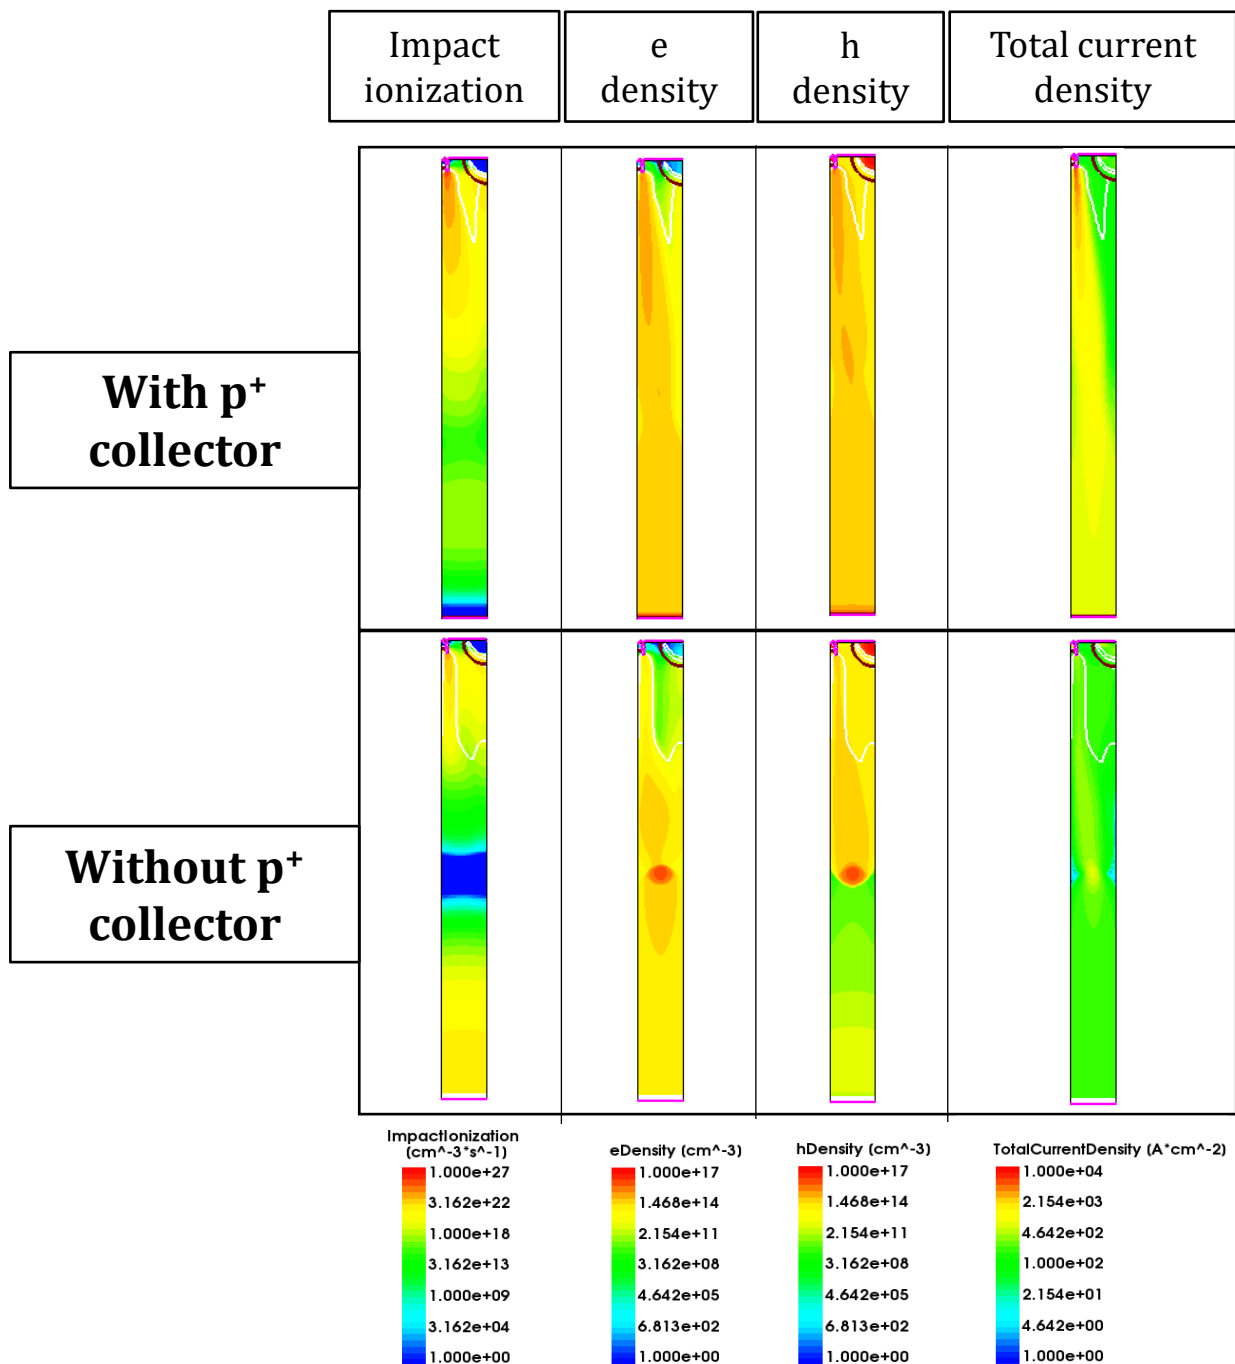 Impact
ionization
e
density
h
density
Total current
density
With p⁺
collector
Without p⁺
collector
ImpactIonization
(cm^-3*s^-1)
1.000e+27
3.162e+22
1.000e+18
3.162e+13
1.000e+09
3.162e+04
1.000e+00
eDensity (cm^-3)
1.000e+17
1.468e+14
2.154e+11
3.162e+08
4.642e+05
6.813e+02
1.000e+00
hDensity (cm^-3)
1.000e+17
1.468e+14
2.154e+11
3.162e+08
4.642e+05
6.813e+02
1.000e+00
TotalCurrentDensity (A*cm^-2)
1.000e+04
2.154e+03
4.642e+02
1.000e+02
2.154e+01
4.642e+00
1.000e+00